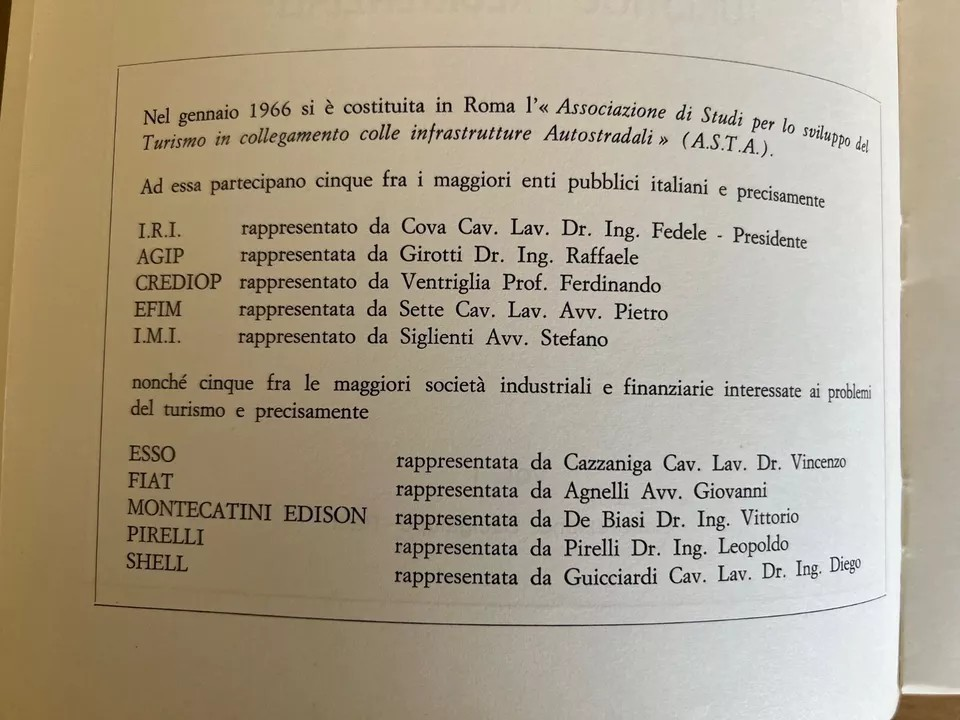 Nel gennaio 1966 si è costituita in Roma l'« Associazione di Studi per lo sviluppo del
Turismo in collegamento colle infrastrutture Autostradali » (A.S.T.A.).
Ad essa partecipano cinque fra i maggiori enti pubblici italiani e precisamente
I.R.I. rappresentato da Cova Cav. Lav. Dr. Ing. Fedele - Presidente
AGIP rappresentata da Girotti Dr. Ing. Raffaele
CREDIOP rappresentato da Ventriglia Prof. Ferdinando
EFIM rappresentato da Sette Cav. Lav. Avv. Pietro
I.M.I. rappresentato da Siglienti Avv. Stefano
nonché cinque fra le maggiori società industriali e finanziarie interessate ai problemi
del turismo e precisamente
ESSO rappresentata da Cazzaniga Cav. Lav. Dr. Vincenzo
FIAT rappresentata da Agnelli Avv. Giovanni
MONTECATINI EDISON rappresentata da De Biasi Dr. Ing. Vittorio
PIRELLI rappresentata da Pirelli Dr. Ing. Leopoldo
SHELL rappresentata da Guicciardi Cav. Lav. Dr. Ing. Diego